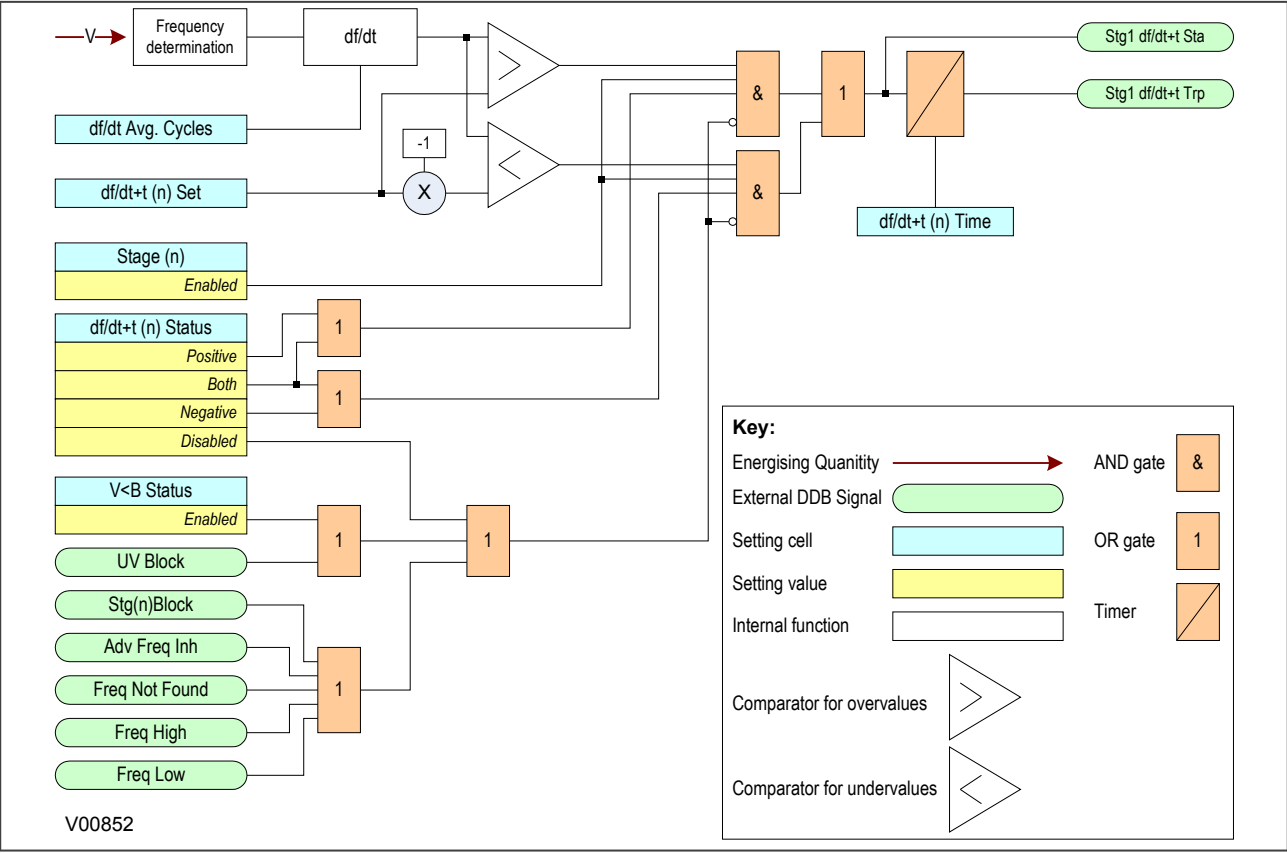 V
Frequency
determination
df/dt
>
Stg1 df/dt+t Sta
&
1
Stg1 df/dt+t Trp
df/dt Avg. Cycles
-1
<
df/dt+t (n) Set
X
&
df/dt+t (n) Time
Stage (n)
Enabled
df/dt+t (n) Status
1
Positive
Both
1
Negative
Disabled
V<B Status
Enabled
1
1
UV Block
Stg(n)Block
Adv Freq Inh
Freq Not Found
1
Freq High
Freq Low
V00852
Key:
Energising Quanitity
AND gate
&
External DDB Signal
Setting cell
OR gate
1
Setting value
Timer
Internal function
Comparator for overvalues
>
Comparator for undervalues
<